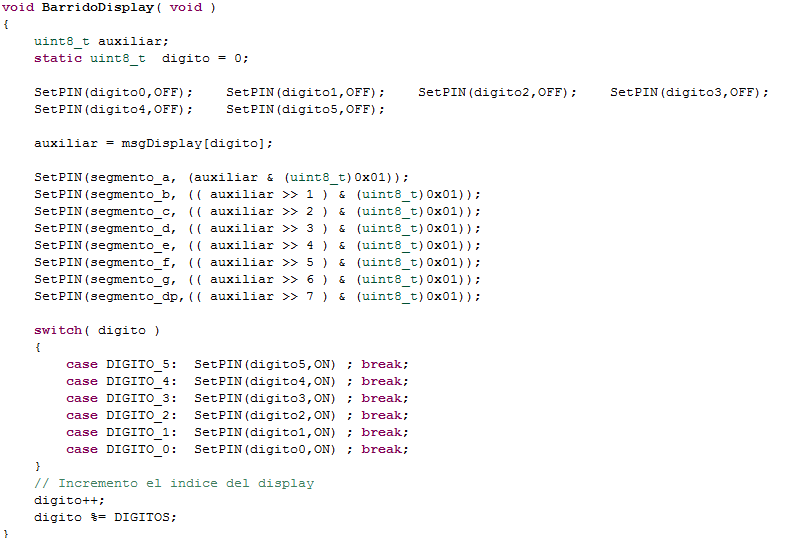 void BarridoDisplay( void )
{
    uint8_t auxiliar;
    static uint8_t  digito = 0;

    SetPIN(digito0,OFF);    SetPIN(digito1,OFF);    SetPIN(digito2,OFF);    SetPIN(digito3,OFF);
    SetPIN(digito4,OFF);    SetPIN(digito5,OFF);

    auxiliar = msgDisplay[digito];

    SetPIN(segmento_a, (auxiliar & (uint8_t)0x01));
    SetPIN(segmento_b, (( auxiliar >> 1 ) & (uint8_t)0x01));
    SetPIN(segmento_c, (( auxiliar >> 2 ) & (uint8_t)0x01));
    SetPIN(segmento_d, (( auxiliar >> 3 ) & (uint8_t)0x01));
    SetPIN(segmento_e, (( auxiliar >> 4 ) & (uint8_t)0x01));
    SetPIN(segmento_f, (( auxiliar >> 5 ) & (uint8_t)0x01));
    SetPIN(segmento_g, (( auxiliar >> 6 ) & (uint8_t)0x01));
    SetPIN(segmento_dp,(( auxiliar >> 7 ) & (uint8_t)0x01));

    switch( digito )
    {
        case DIGITO_5:  SetPIN(digito5,ON) ; break;
        case DIGITO_4:  SetPIN(digito4,ON) ; break;
        case DIGITO_3:  SetPIN(digito3,ON) ; break;
        case DIGITO_2:  SetPIN(digito2,ON) ; break;
        case DIGITO_1:  SetPIN(digito1,ON) ; break;
        case DIGITO_0:  SetPIN(digito0,ON) ; break;
    }
    // Incremento el indice del display
    digito++;
    digito %= DIGITOS;
}